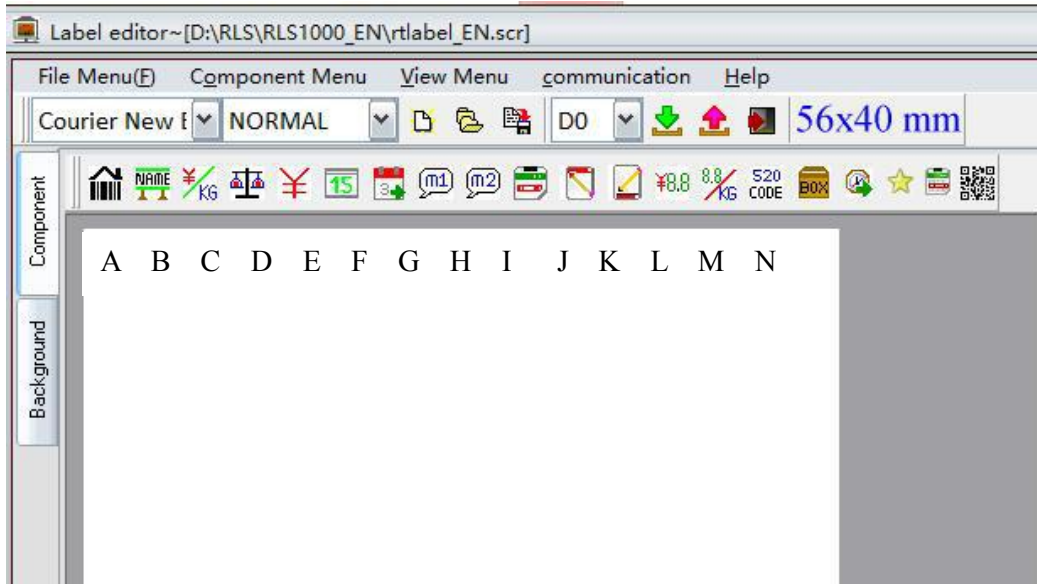 Label editor~[D:\RLS\RLS1000_EN\rtlabel_EN.scr]
File Menu(F) Component Menu View Menu communication Help
Courier New NORMAL D0 56x40 mm
NAME ¥/KG ¥ 15 3 m1 m2 ¥8.8 8.8/KG 520 CODE BOX
Component
A B C D E F G H I J K L M N
Background